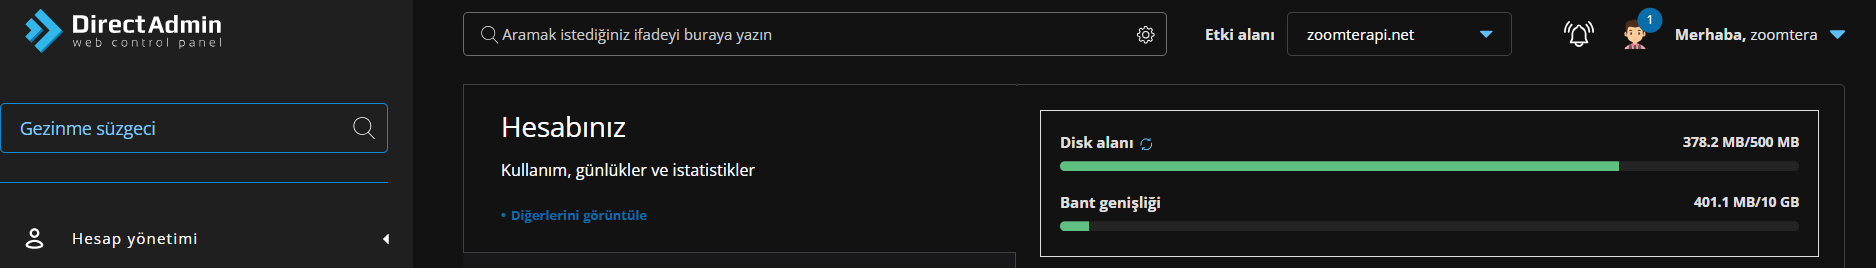 DirectAdmin
web control panel
Aramak istediğiniz ifadeyi buraya yazın
Etki alanı
zoomterapi.net
1
Merhaba, zoomtera
Gezinme süzgeci
Hesap yönetimi
Hesabınız
Kullanım, günlükler ve istatistikler
• Diğerlerini görüntüle
Disk alanı 378.2 MB/500 MB
Bant genişliği 401.1 MB/10 GB